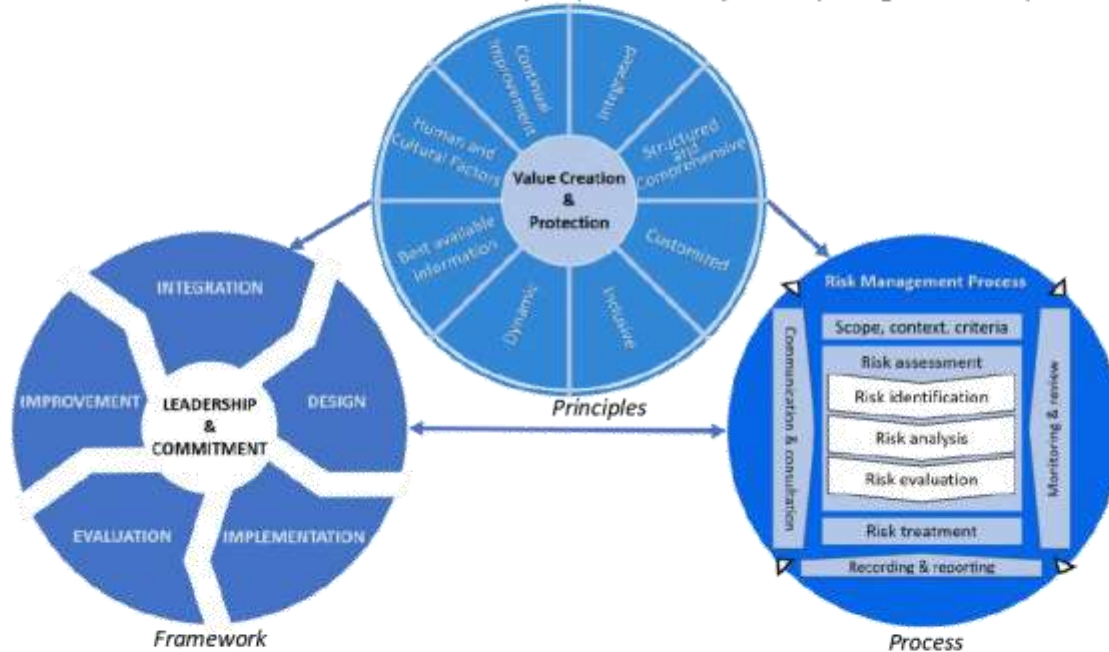 Continual
Improvement
Integrated
Human and
Cultural Factors
Structured
and
Comprehensive
Value Creation
&
Protection
Best available
information
Customized
Dynamic
Inclusive
Principles
INTEGRATION
IMPROVEMENT
LEADERSHIP
&
COMMITMENT
DESIGN
EVALUATION
IMPLEMENTATION
Framework
Risk Management Process
Scope, context, criteria
Communication & consultation
Risk assessment
Risk identification
Risk analysis
Risk evaluation
Monitoring & review
Risk treatment
Recording & reporting
Process